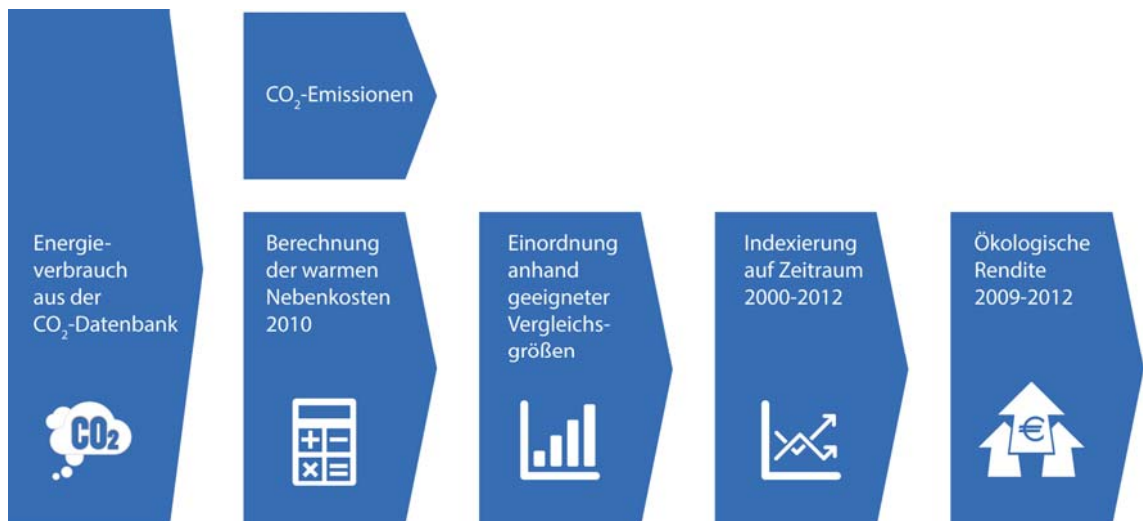 Energie-
verbrauch
aus der
CO₂-Datenbank
CO₂
CO₂-Emissionen
Berechnung
der warmen
Nebenkosten
2010
+ −
× =
Einordnung
anhand
geeigneter
Vergleichs-
größen
Indexierung
auf Zeitraum
2000-2012
Ökologische
Rendite
2009-2012
€